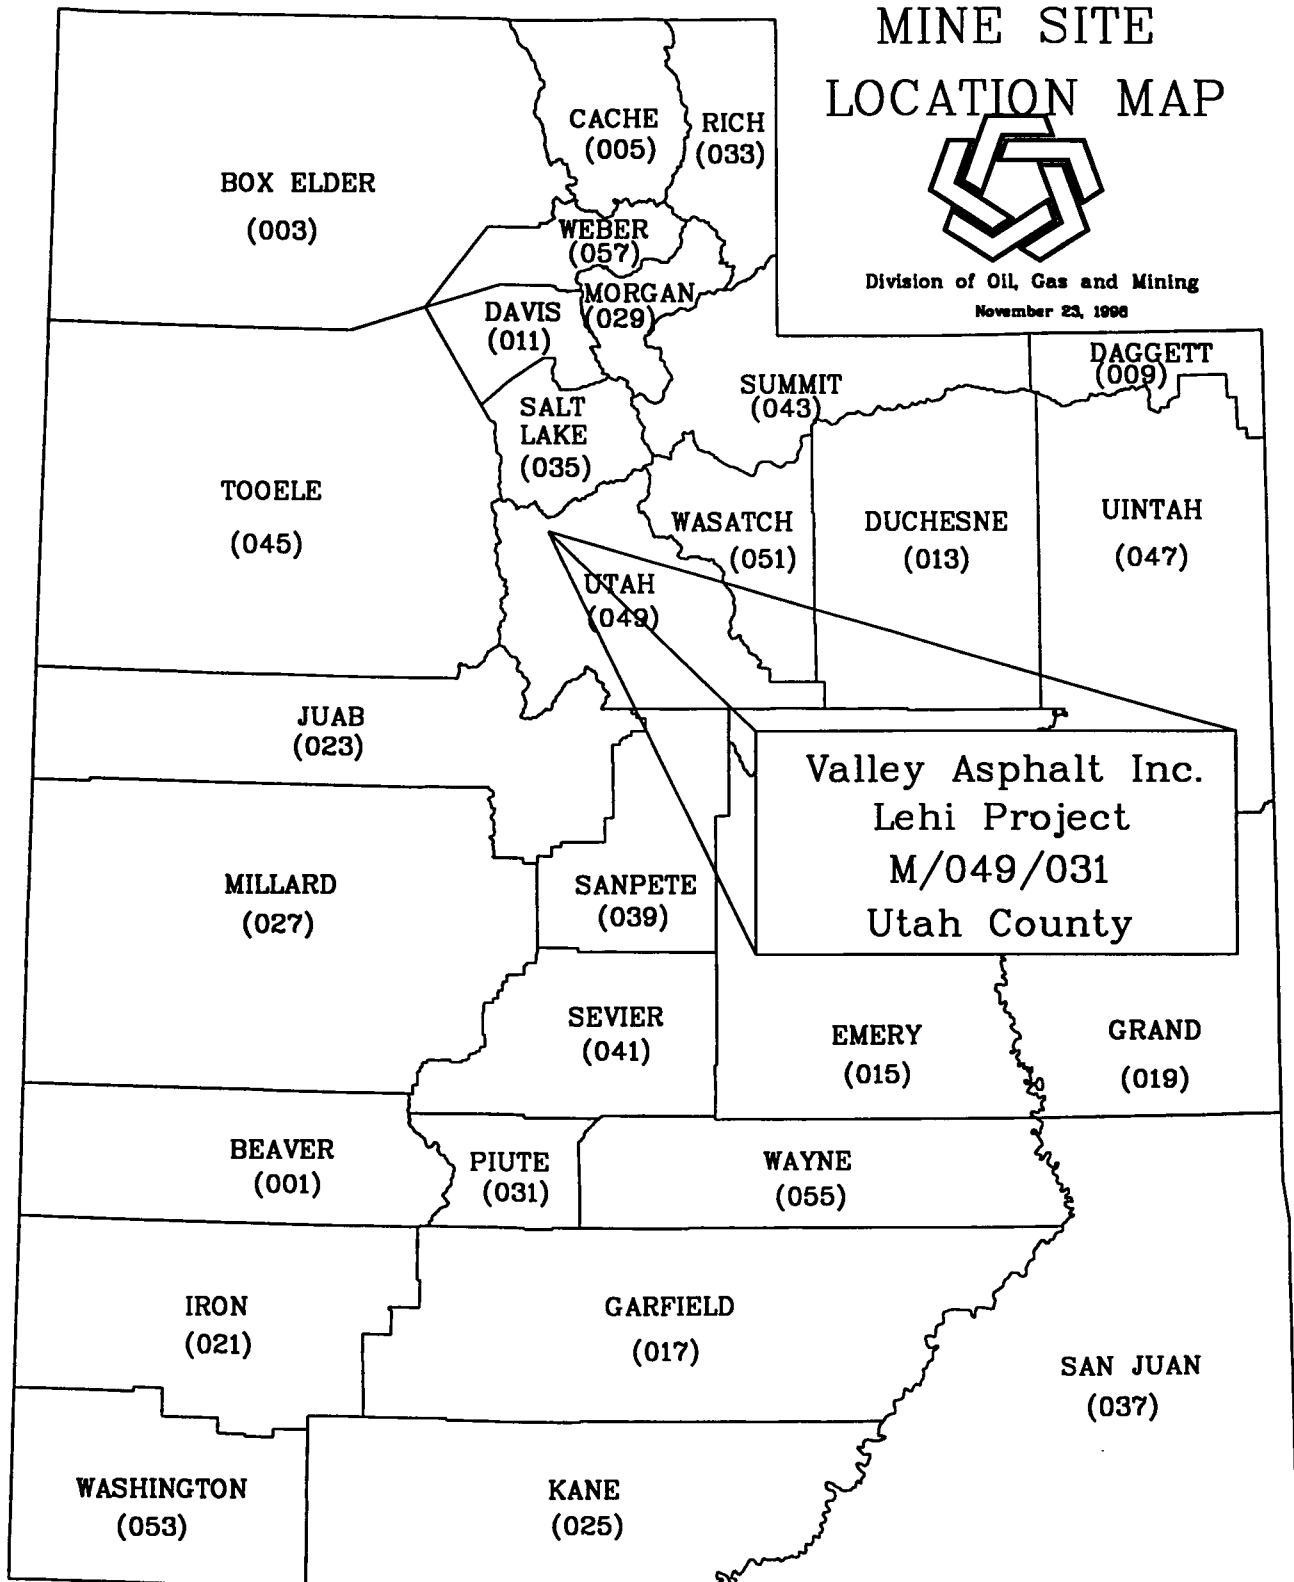 MINE SITE
LOCATION MAP
Division of Oil, Gas and Mining
November 23, 1998
CACHE
(005)
RICH
(033)
BOX ELDER
(003)
WEBER
(057)
MORGAN
(029)
DAVIS
(011)
DAGGETT
(009)
SUMMIT
(043)
SALT
LAKE
(035)
TOOELE
(045)
WASATCH
(051)
DUCHESNE
(013)
UINTAH
(047)
UTAH
(049)
JUAB
(023)
Valley Asphalt Inc.
Lehi Project
M/049/031
Utah County
MILLARD
(027)
SANPETE
(039)
SEVIER
(041)
EMERY
(015)
GRAND
(019)
BEAVER
(001)
PIUTE
(031)
WAYNE
(055)
IRON
(021)
GARFIELD
(017)
SAN JUAN
(037)
WASHINGTON
(053)
KANE
(025)